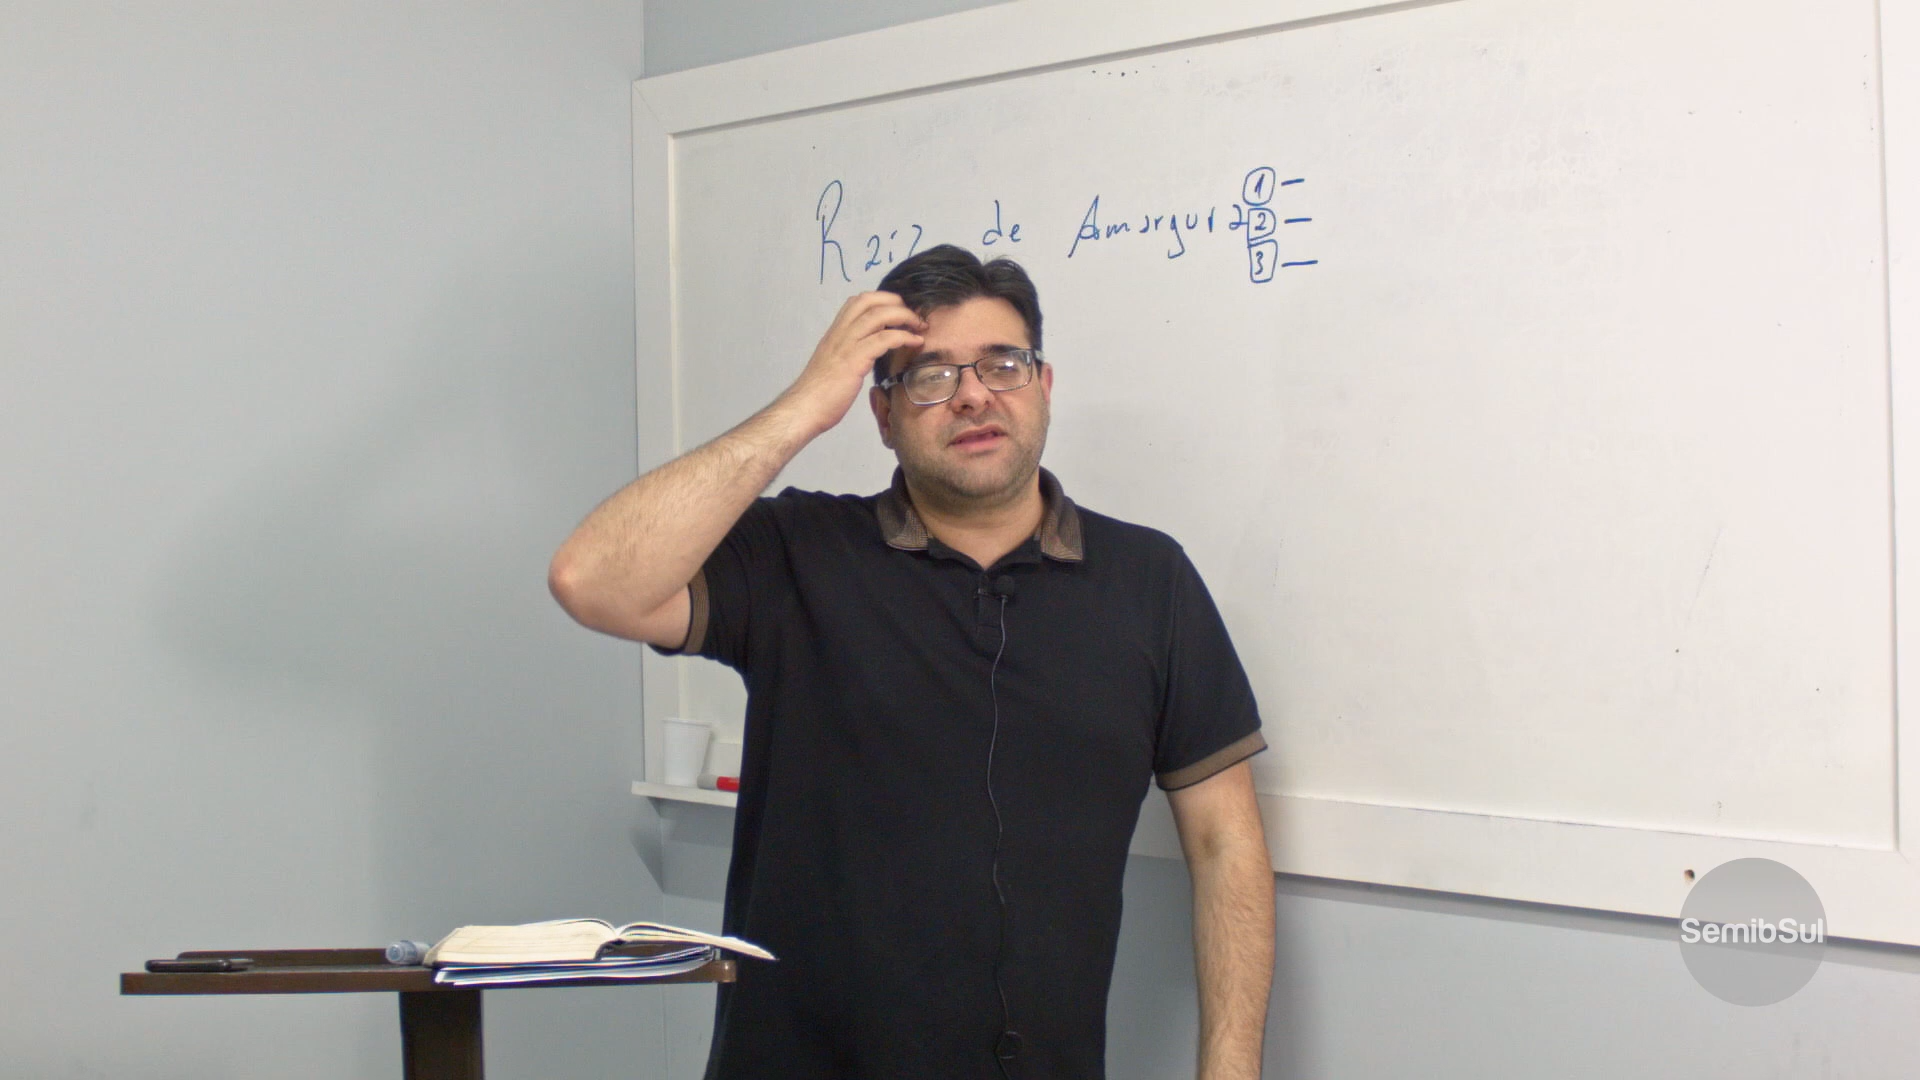 Raiz de Amargura
1 —
2 —
3 —
SemibSul